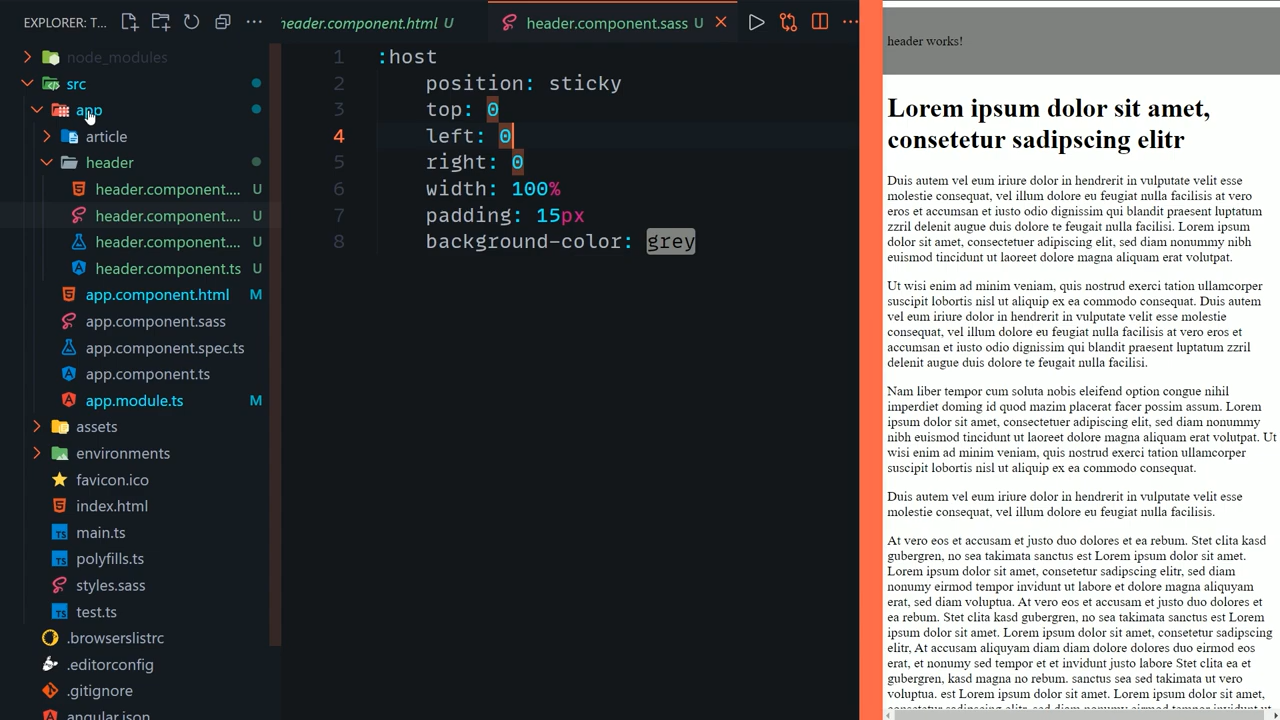 EXPLORER: T...
header.component.html U
header.component.sass U
node_modules
src
app
article
header
header.component.... U
header.component.... U
header.component.... U
header.component.ts U
app.component.html M
app.component.sass
app.component.spec.ts
app.component.ts
app.module.ts M
assets
environments
favicon.ico
index.html
main.ts
polyfills.ts
styles.sass
test.ts
.browserslistrc
.editorconfig
.gitignore
angular.json
1 :host
2 position: sticky
3 top: 0
4 left: 0
5 right: 0
6 width: 100%
7 padding: 15px
8 background-color: grey
header works!
Lorem ipsum dolor sit amet,
consetetur sadipscing elitr
Duis autem vel eum iriure dolor in hendrerit in vulputate velit esse
molestie consequat, vel illum dolore eu feugiat nulla facilisis at vero
eros et accumsan et iusto odio dignissim qui blandit praesent luptatum
zzril delenit augue duis dolore te feugait nulla facilisi. Lorem ipsum
dolor sit amet, consectetuer adipiscing elit, sed diam nonummy nibh
euismod tincidunt ut laoreet dolore magna aliquam erat volutpat.
Ut wisi enim ad minim veniam, quis nostrud exerci tation ullamcorper
suscipit lobortis nisl ut aliquip ex ea commodo consequat. Duis autem
vel eum iriure dolor in hendrerit in vulputate velit esse molestie
consequat, vel illum dolore eu feugiat nulla facilisis at vero eros et
accumsan et iusto odio dignissim qui blandit praesent luptatum zzril
delenit augue duis dolore te feugait nulla facilisi.
Nam liber tempor cum soluta nobis eleifend option congue nihil
imperdiet doming id quod mazim placerat facer possim assum. Lorem
ipsum dolor sit amet, consectetuer adipiscing elit, sed diam nonummy
nibh euismod tincidunt ut laoreet dolore magna aliquam erat volutpat. Ut
wisi enim ad minim veniam, quis nostrud exerci tation ullamcorper
suscipit lobortis nisl ut aliquip ex ea commodo consequat.
Duis autem vel eum iriure dolor in hendrerit in vulputate velit esse
molestie consequat, vel illum dolore eu feugiat nulla facilisis.
At vero eos et accusam et justo duo dolores et ea rebum. Stet clita kasd
gubergren, no sea takimata sanctus est Lorem ipsum dolor sit amet.
Lorem ipsum dolor sit amet, consetetur sadipscing elitr, sed diam
nonumy eirmod tempor invidunt ut labore et dolore magna aliquyam
erat, sed diam voluptua. At vero eos et accusam et justo duo dolores et
ea rebum. Stet clita kasd gubergren, no sea takimata sanctus est Lorem
ipsum dolor sit amet. Lorem ipsum dolor sit amet, consetetur sadipscing
elitr, At accusam aliquyam diam diam dolore dolores duo eirmod eos
erat, et nonumy sed tempor et et invidunt justo labore Stet clita ea et
gubergren, kasd magna no rebum. sanctus sea sed takimata ut vero
voluptua. est Lorem ipsum dolor sit amet. Lorem ipsum dolor sit amet,